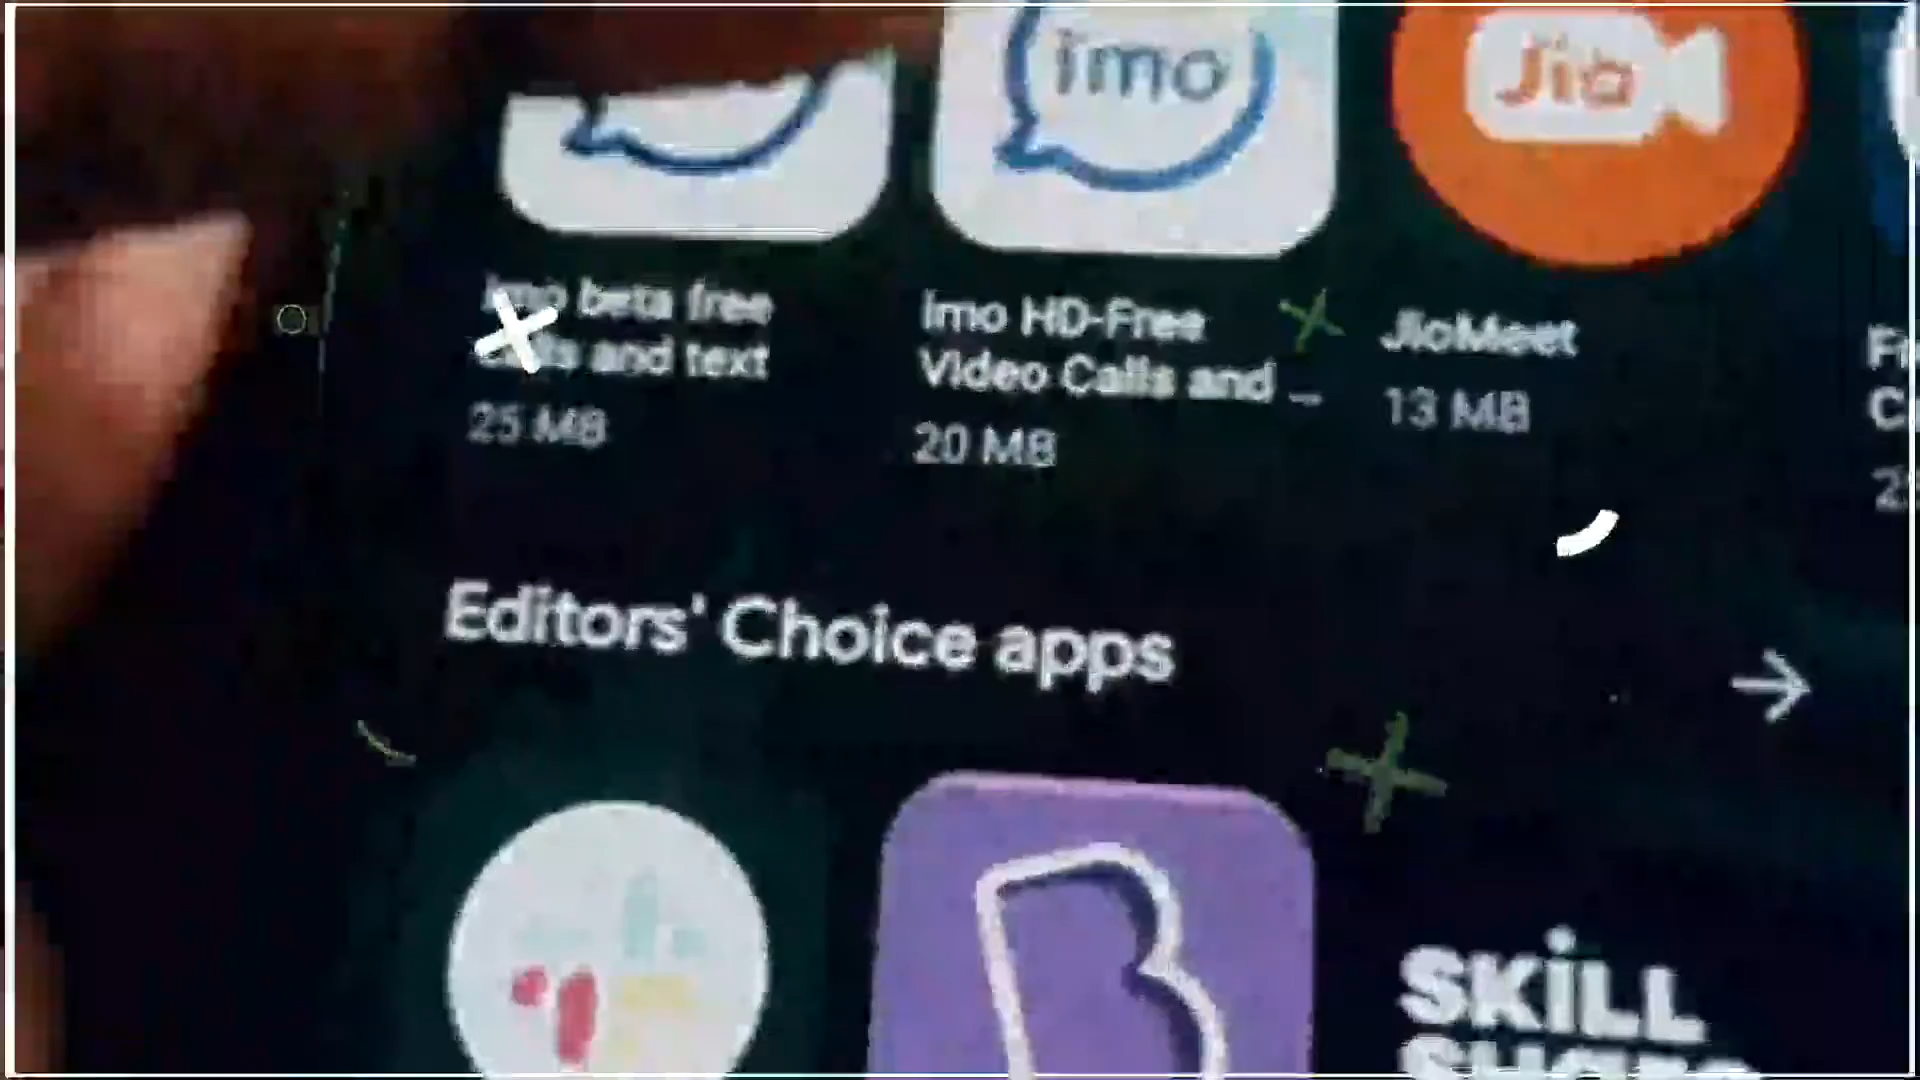 imo
Jio
imo beta free
calls and text
25 MB
imo HD-Free
Video Calls and ...
20 MB
JioMeet
13 MB
Editors' Choice apps
B
SKiLL
SHare